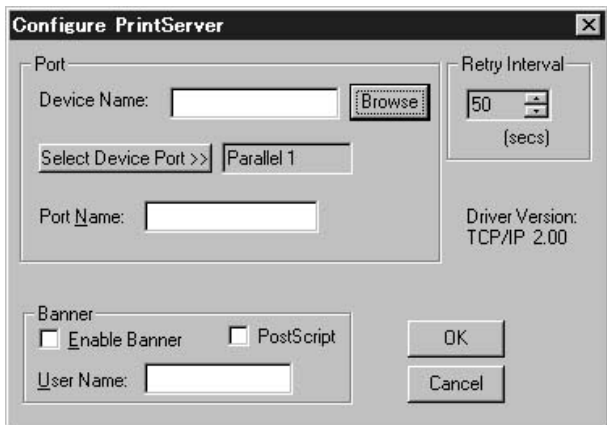 Configure PrintServer
Port
Device Name:
Browse
Select Device Port >>
Parallel 1
Port Name:
Retry Interval
50
(secs)
Driver Version:
TCP/IP 2.00
Banner
Enable Banner
PostScript
User Name:
OK
Cancel